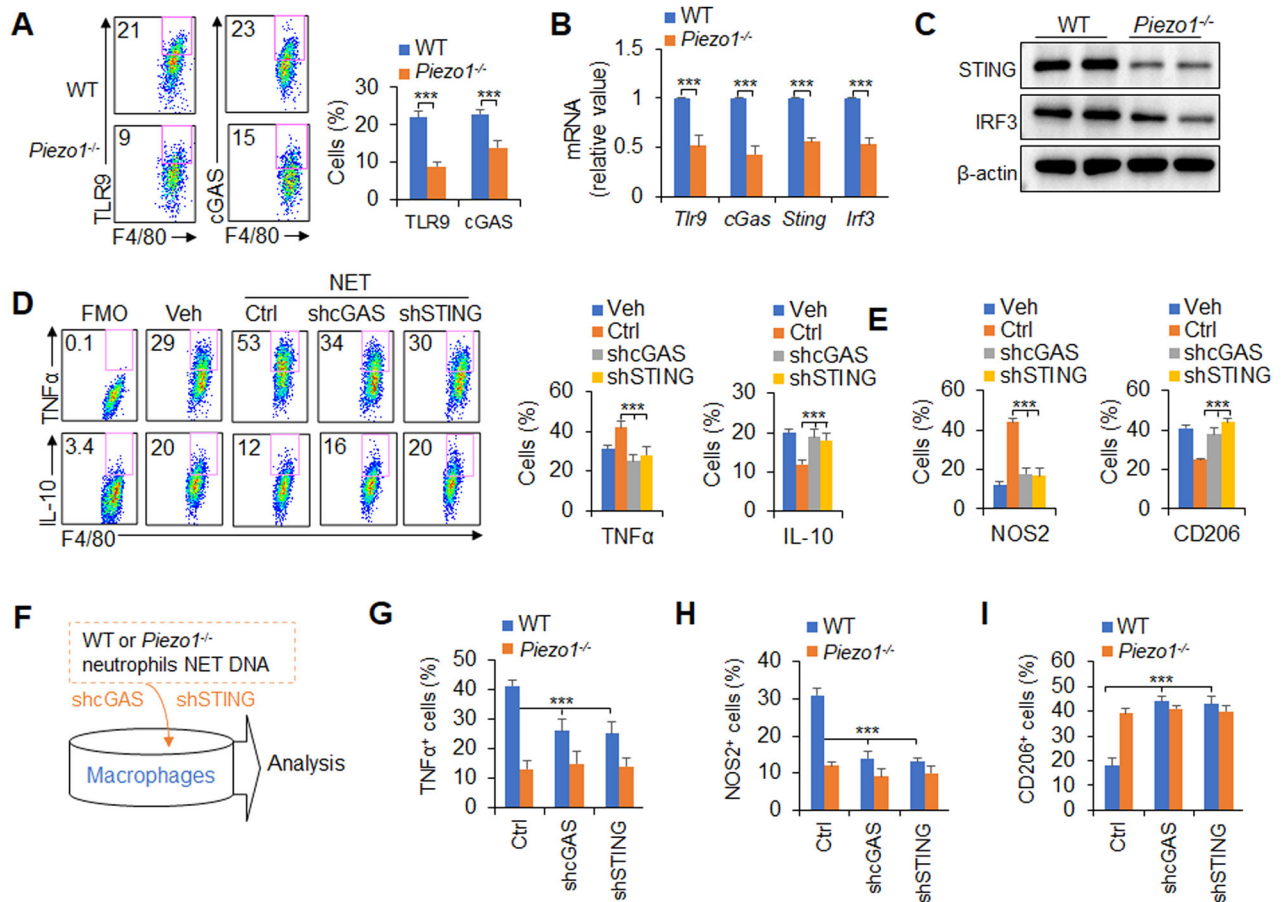 A
21
23
WT
9
15
Piezo1-/-
TLR9
cGAS
F4/80
F4/80
WT
Piezo1-/-
*** ***
Cells (%)
30
20
10
0
TLR9 cGAS
B
WT
Piezo1-/-
mRNA
(relative value)
1.5
1
0.5
0
*** *** *** ***
Tlr9 cGas Sting Irf3
C
WT Piezo1-/-
STING
IRF3
β-actin
D
NET
FMO Veh Ctrl shcGAS shSTING
0.1 29 53 34 30
TNFα
3.4 20 12 16 20
IL-10
F4/80
Veh
Ctrl
shcGAS
shSTING
Cells (%)
60
40
20
0
***
TNFα
Veh
Ctrl
shcGAS
shSTING
Cells (%)
30
20
10
0
***
IL-10
E
Veh
Ctrl
shcGAS
shSTING
Cells (%)
60
40
20
0
***
NOS2
Veh
Ctrl
shcGAS
shSTING
Cells (%)
60
40
20
0
***
CD206
F
WT or Piezo1-/-
neutrophils NET DNA
shcGAS shSTING
Macrophages
Analysis
G
WT
Piezo1-/-
TNFα+ cells (%)
50
40
30
20
10
0
***
Ctrl
shcGAS
shSTING
H
WT
Piezo1-/-
NOS2+ cells (%)
40
30
20
10
0
***
Ctrl
shcGAS
shSTING
I
WT
Piezo1-/-
CD206+ cells (%)
60
50
40
30
20
10
0
***
Ctrl
shcGAS
shSTING